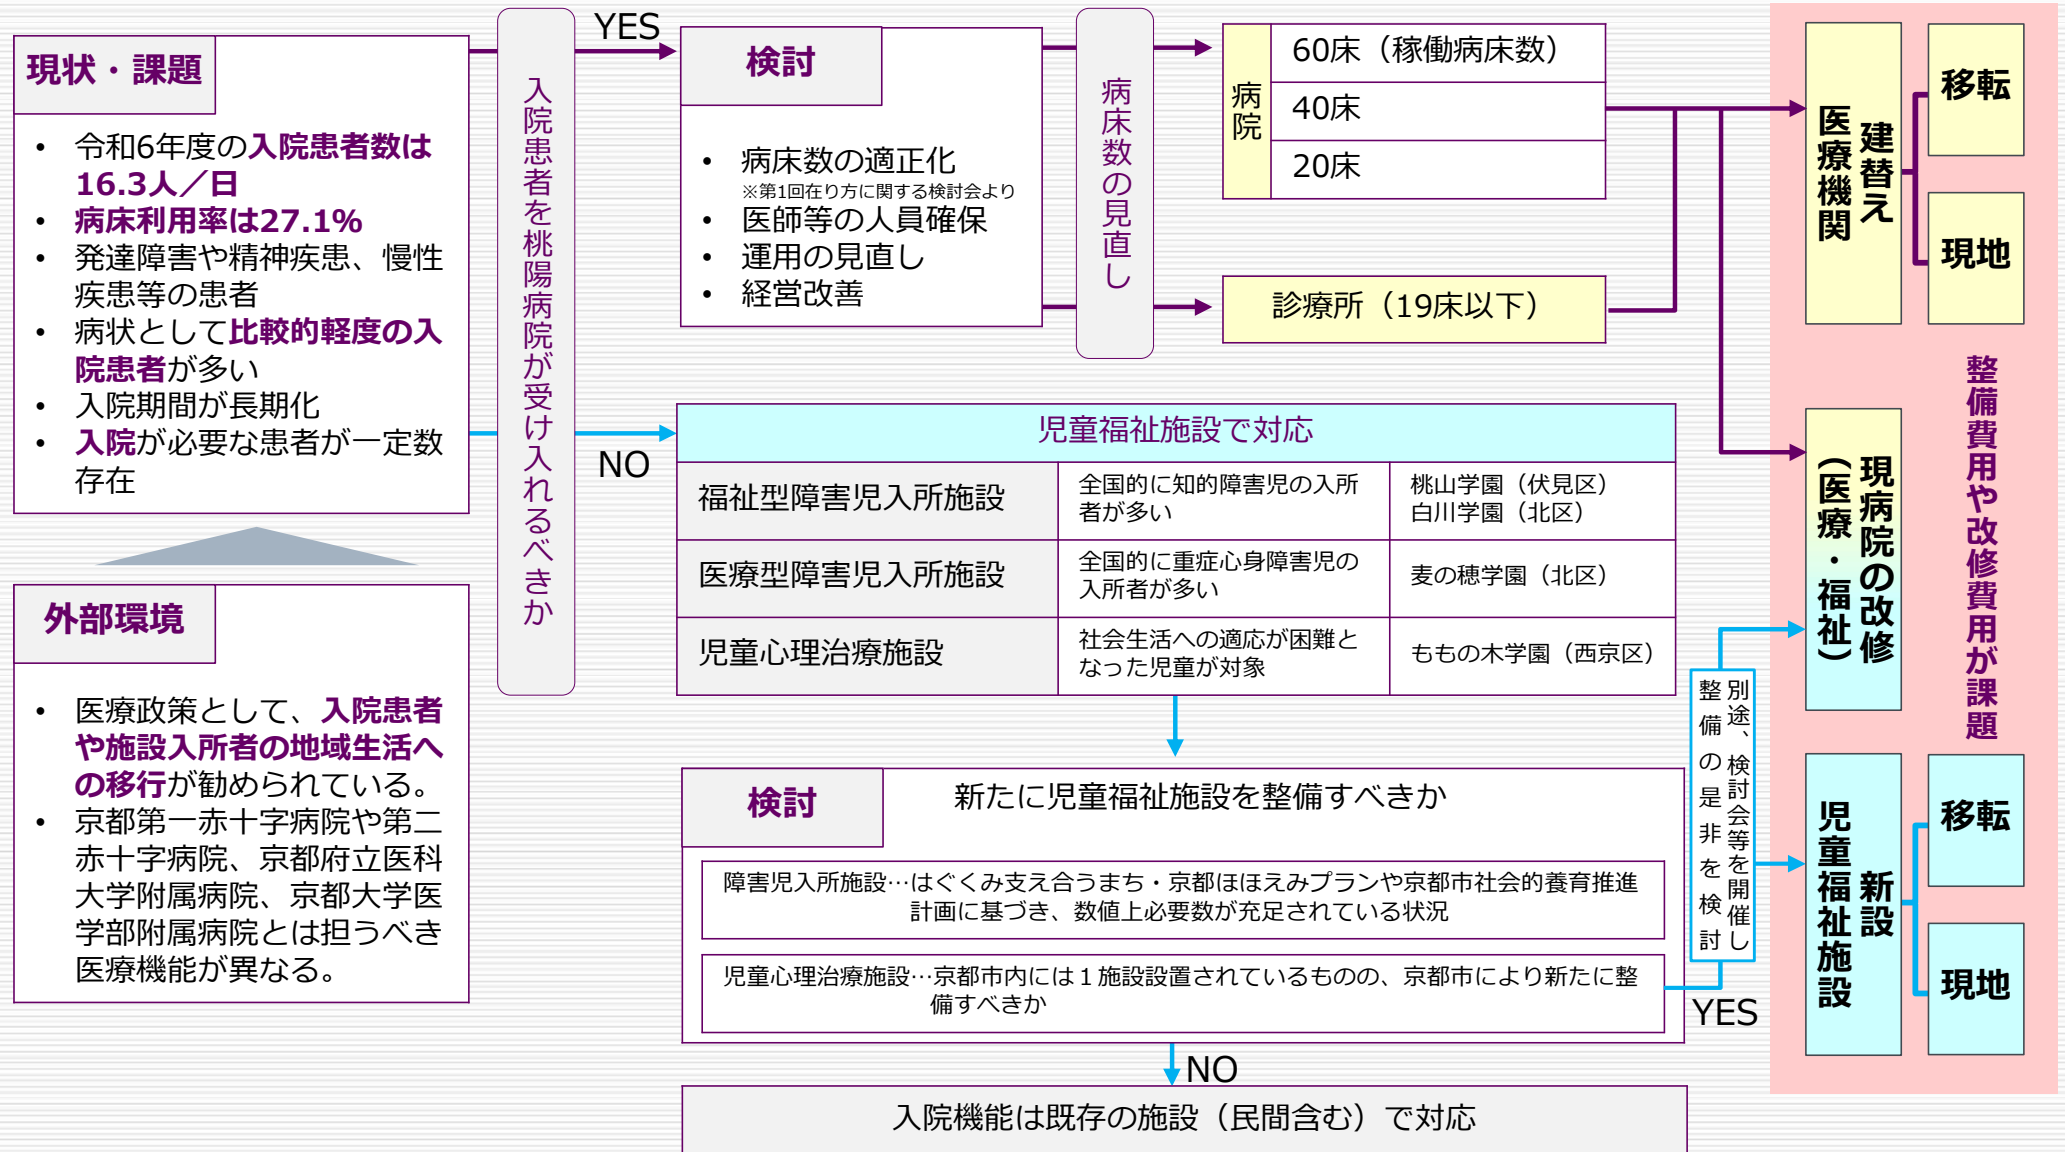 現状・課題
• 令和6年度の入院患者数は
16.3人／日
• 病床利用率は27.1%
• 発達障害や精神疾患、慢性
疾患等の患者
• 病状として比較的軽度の入
院患者が多い
• 入院期間が長期化
• 入院が必要な患者が一定数
存在
外部環境
• 医療政策として、入院患者
や施設入所者の地域生活へ
の移行が勧められている。
• 京都第一赤十字病院や第二
赤十字病院、京都府立医科
大学附属病院、京都大学医
学部附属病院とは担うべき
医療機能が異なる。
入院患者を桃陽病院が受け入れるべきか
YES
NO
検討
• 病床数の適正化
※第1回在り方に関する検討会より
• 医師等の人員確保
• 運用の見直し
• 経営改善
病床数の見直し
病院
60床（稼働病床数）
40床
20床
診療所（19床以下）
児童福祉施設で対応
福祉型障害児入所施設
全国的に知的障害児の入所
者が多い
桃山学園（伏見区）
白川学園（北区）
医療型障害児入所施設
全国的に重症心身障害児の
入所者が多い
麦の穂学園（北区）
児童心理治療施設
社会生活への適応が困難と
なった児童が対象
ももの木学園（西京区）
検討
新たに児童福祉施設を整備すべきか
障害児入所施設…はぐくみ支え合うまち・京都ほほえみプランや京都市社会的養育推進
計画に基づき、数値上必要数が充足されている状況
児童心理治療施設…京都市内には１施設設置されているものの、京都市により新たに整
備すべきか
YES
NO
入院機能は既存の施設（民間含む）で対応
別途、検討会等を開催し
整備の是非を検討
建替え
医療機関
移転
現地
現病院の改修
（医療・福祉）
新設
児童福祉施設
移転
現地
整備費用や改修費用が課題